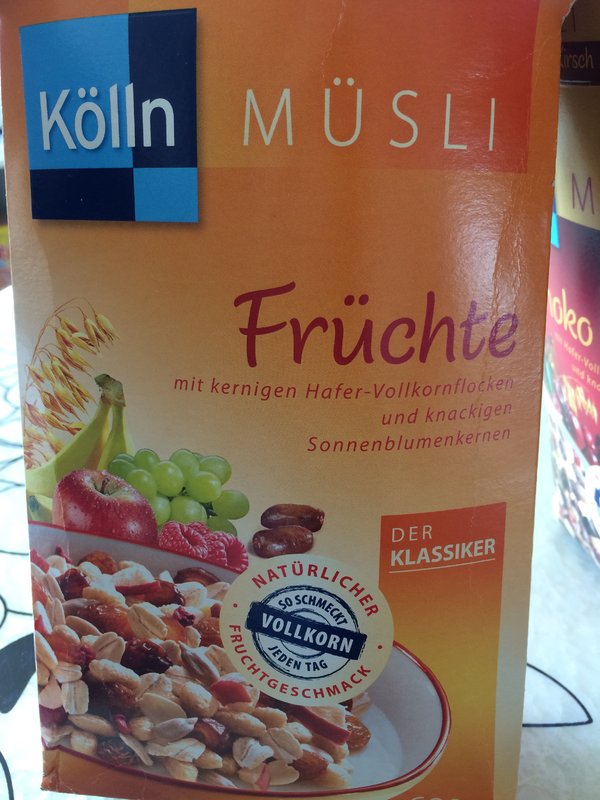 Kölln
MÜSLI
Früchte
mit kernigen Hafer-Vollkornflocken
und knackigen
Sonnenblumenkernen
DER
KLASSIKER
NATÜRLICHER
SO SCHMECKT
VOLLKORN
JEDEN TAG
FRUCHTGESCHMACK
Kirsch
M